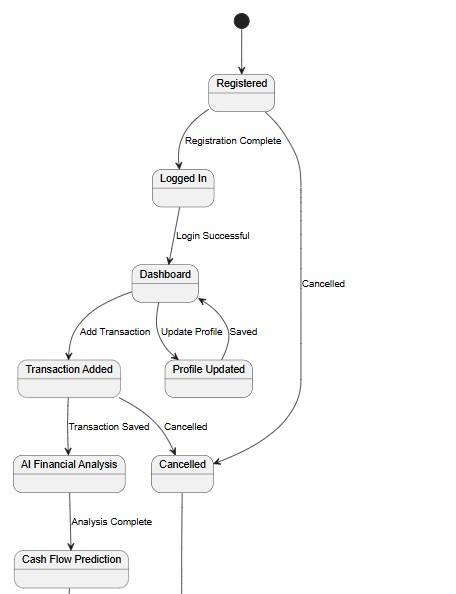 Registered
Registration Complete
Logged In
Login Successful
Dashboard
Cancelled
Add Transaction
Update Profile
Saved
Transaction Added
Profile Updated
Transaction Saved
Cancelled
AI Financial Analysis
Cancelled
Analysis Complete
Cash Flow Prediction